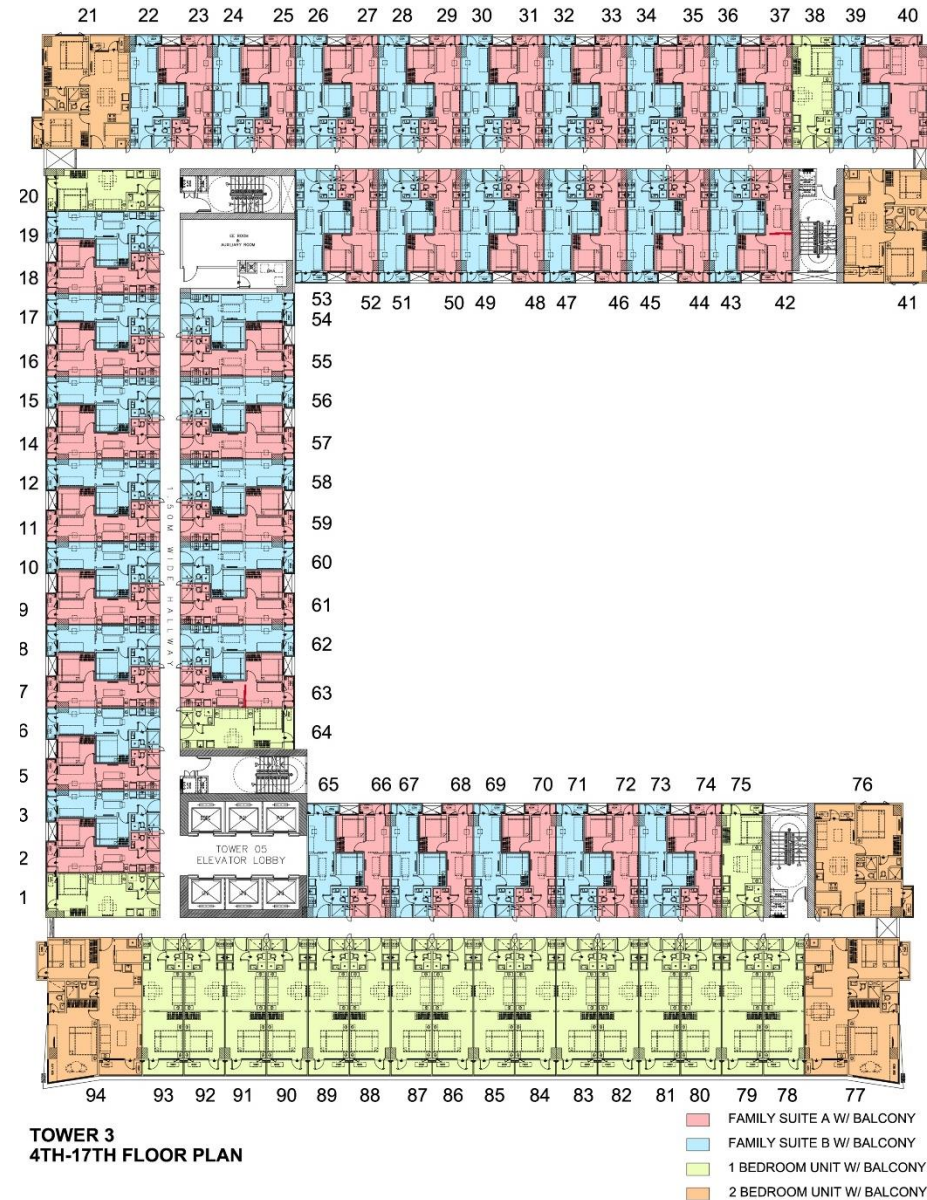 21 22 23 24 25 26 27 28 29 30 31 32 33 34 35 36 37 38 39 40
20
19
18
17
16
15
14
12
11
10
9
8
7
6
5
3
2
1
52 51 50 49 48 47 46 45 44 43 42 41
53
54
55
56
57
58
59
60
61
62
63
64
EE ROOM
AUXILIARY ROOM
1.50M WIDE HALLWAY
65 66 67 68 69 70 71 72 73 74 75 76
TOWER 05
ELEVATOR LOBBY
94 93 92 91 90 89 88 87 86 85 84 83 82 81 80 79 78 77
TOWER 3
4TH-17TH FLOOR PLAN
FAMILY SUITE A W/ BALCONY
FAMILY SUITE B W/ BALCONY
1 BEDROOM UNIT W/ BALCONY
2 BEDROOM UNIT W/ BALCONY